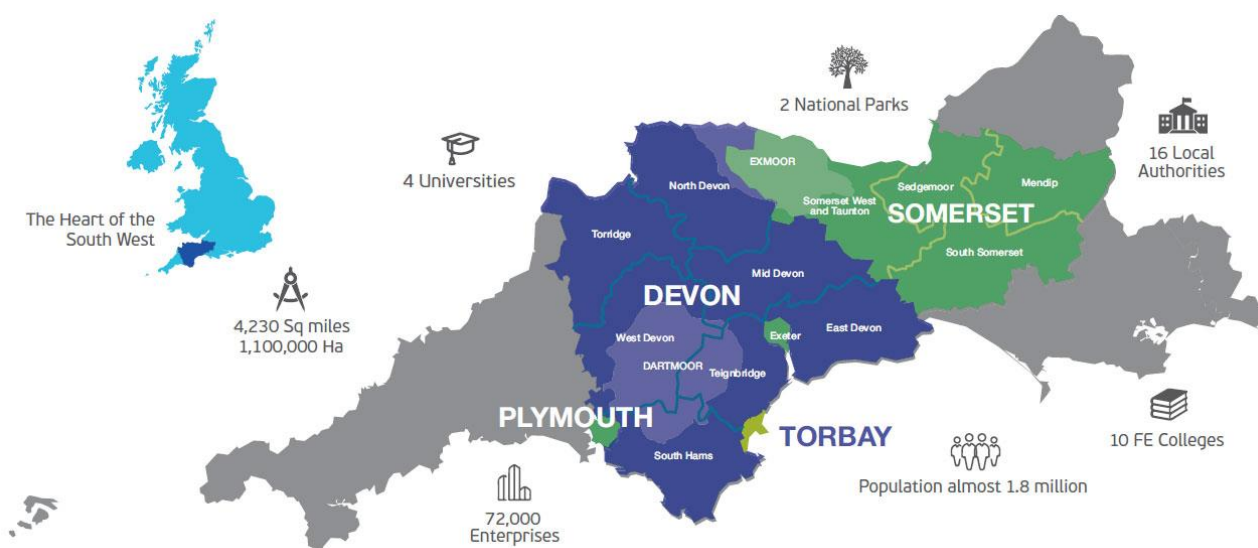 2 National Parks
16 Local
Authorities
4 Universities
The Heart of the
South West
4,230 Sq miles
1,100,000 Ha
EXMOOR
North Devon
Sedgemoor
Mendip
Somerset West
and Taunton
SOMERSET
Torridge
South Somerset
Mid Devon
DEVON
East Devon
Exeter
West Devon
DARTMOOR
Teignbridge
PLYMOUTH
TORBAY
South Hams
10 FE Colleges
Population almost 1.8 million
72,000
Enterprises